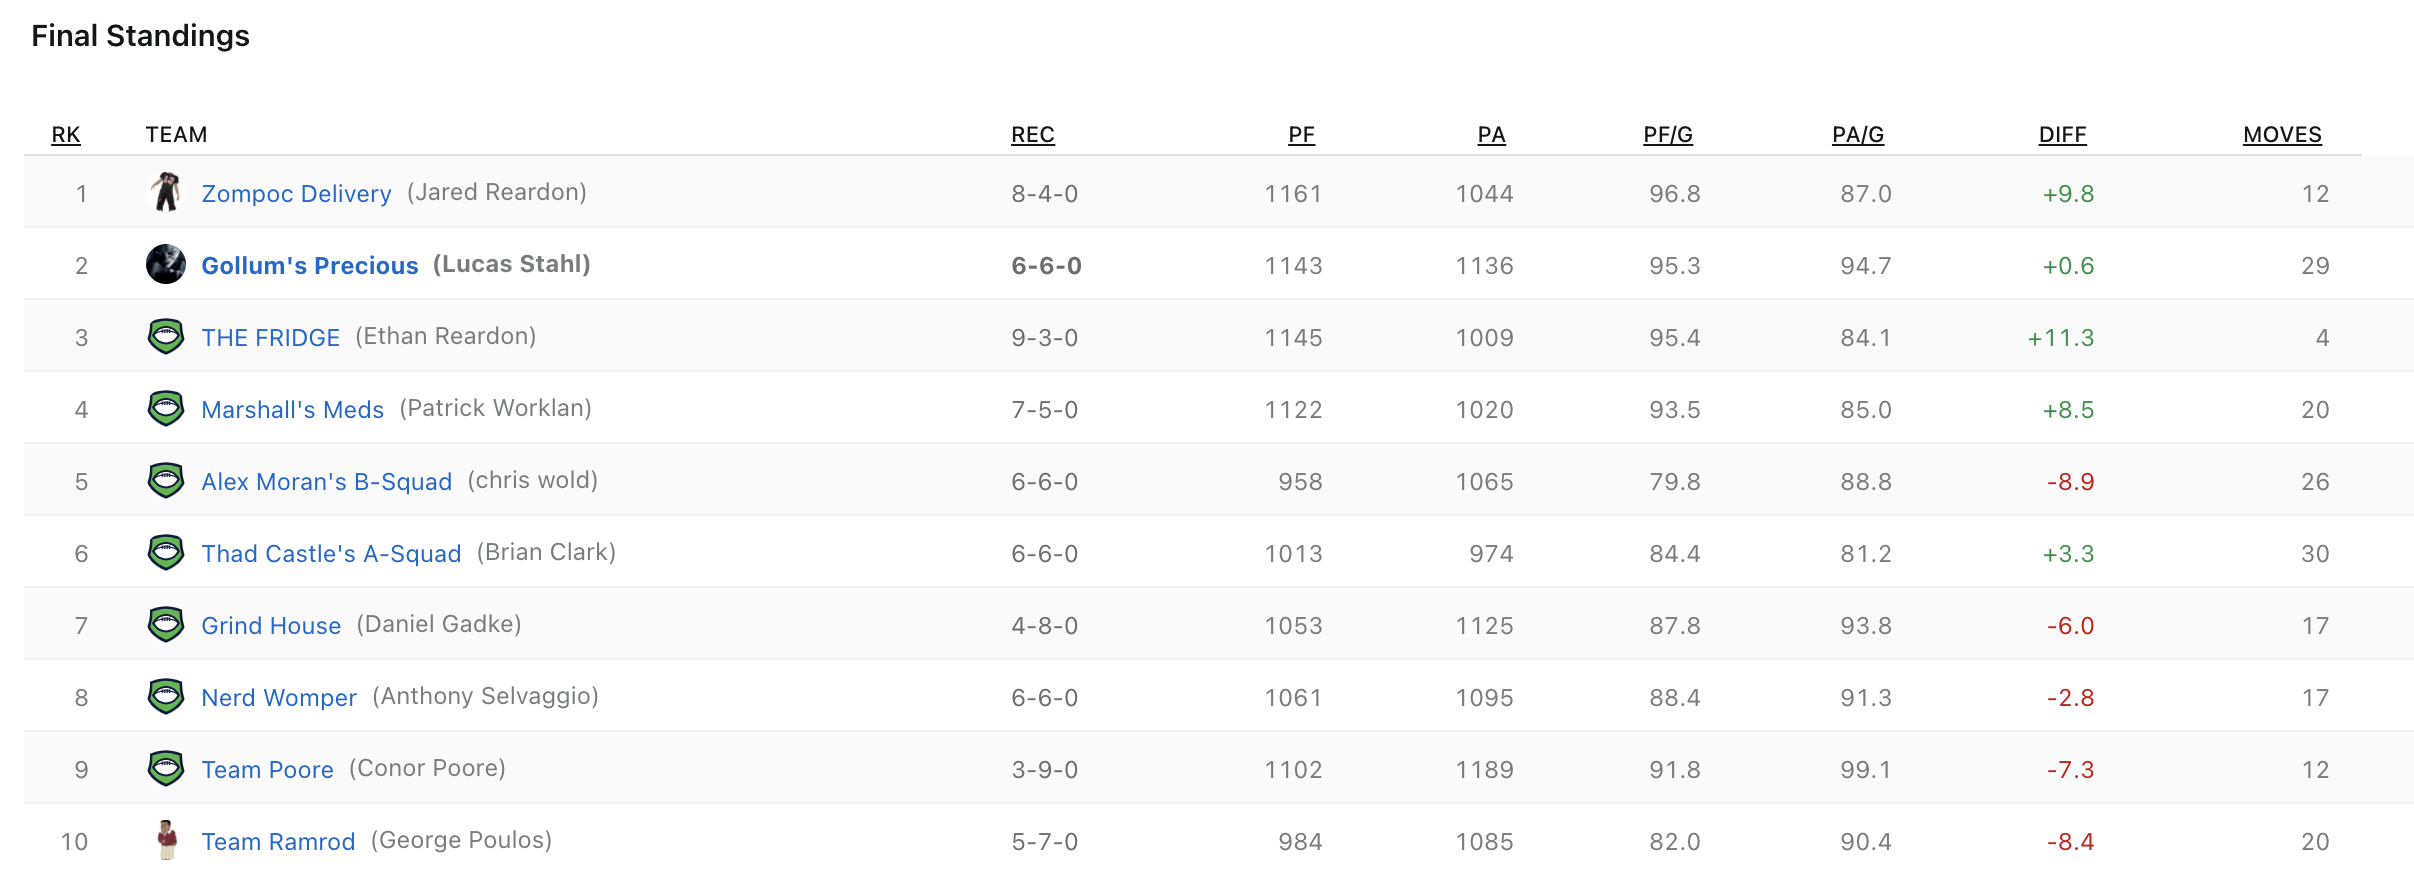 Final Standings
RK TEAM REC PF PA PF/G PA/G DIFF MOVES
1 Zompoc Delivery (Jared Reardon) 8-4-0 1161 1044 96.8 87.0 +9.8 12
2 Gollum's Precious (Lucas Stahl) 6-6-0 1143 1136 95.3 94.7 +0.6 29
3 THE FRIDGE (Ethan Reardon) 9-3-0 1145 1009 95.4 84.1 +11.3 4
4 Marshall's Meds (Patrick Worklan) 7-5-0 1122 1020 93.5 85.0 +8.5 20
5 Alex Moran's B-Squad (chris wold) 6-6-0 958 1065 79.8 88.8 -8.9 26
6 Thad Castle's A-Squad (Brian Clark) 6-6-0 1013 974 84.4 81.2 +3.3 30
7 Grind House (Daniel Gadke) 4-8-0 1053 1125 87.8 93.8 -6.0 17
8 Nerd Womper (Anthony Selvaggio) 6-6-0 1061 1095 88.4 91.3 -2.8 17
9 Team Poore (Conor Poore) 3-9-0 1102 1189 91.8 99.1 -7.3 12
10 Team Ramrod (George Poulos) 5-7-0 984 1085 82.0 90.4 -8.4 20